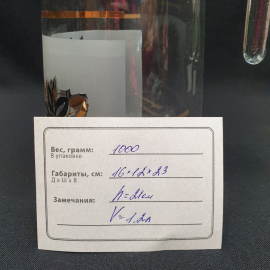 Вес, грамм: 1000
В упаковке
Габариты, см: 16*12*23
Д х Ш х В
Замечания: h=21см
V=1,2л